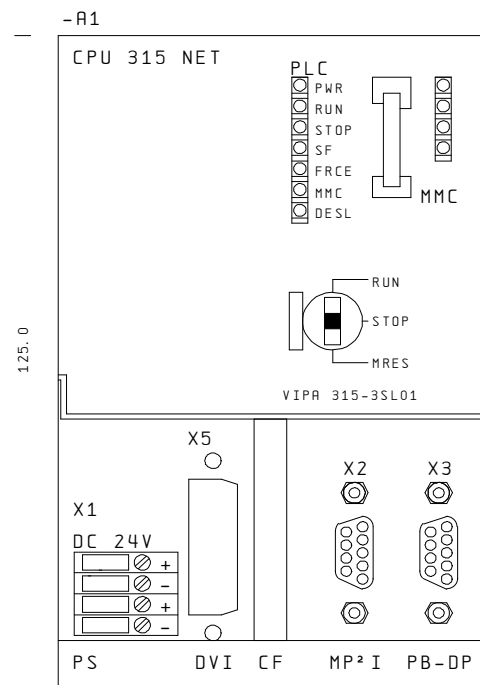 -A1
CPU 315 NET
PLC
PWR
RUN
STOP
SF
FRCE
MMC
DESL
MMC
RUN
STOP
MRES
125.0
VIPA 315-3SL01
X5
X2 X3
X1
DC 24V
+
-
+
-
PS DVI CF MP²I PB-DP